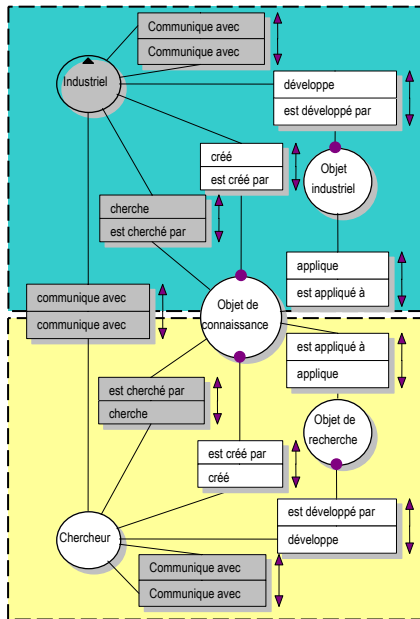 Communique avec
Communique avec
Industriel
développe
est développé par
créé
est créé par
Objet
industriel
cherche
est cherché par
applique
est appliqué à
communique avec
communique avec
Objet de
connaissance
est appliqué à
applique
est cherché par
cherche
Objet de
recherche
est créé par
créé
est développé par
développe
Chercheur
Communique avec
Communique avec